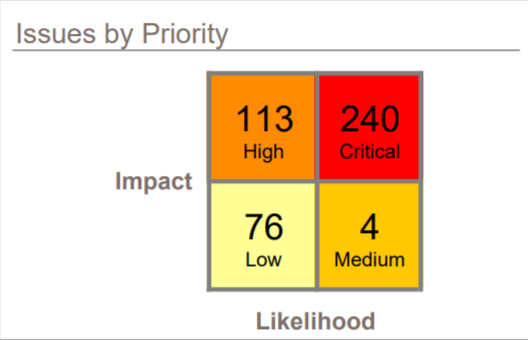 Issues by Priority
113 240
High Critical
Impact
76 4
Low Medium
Likelihood